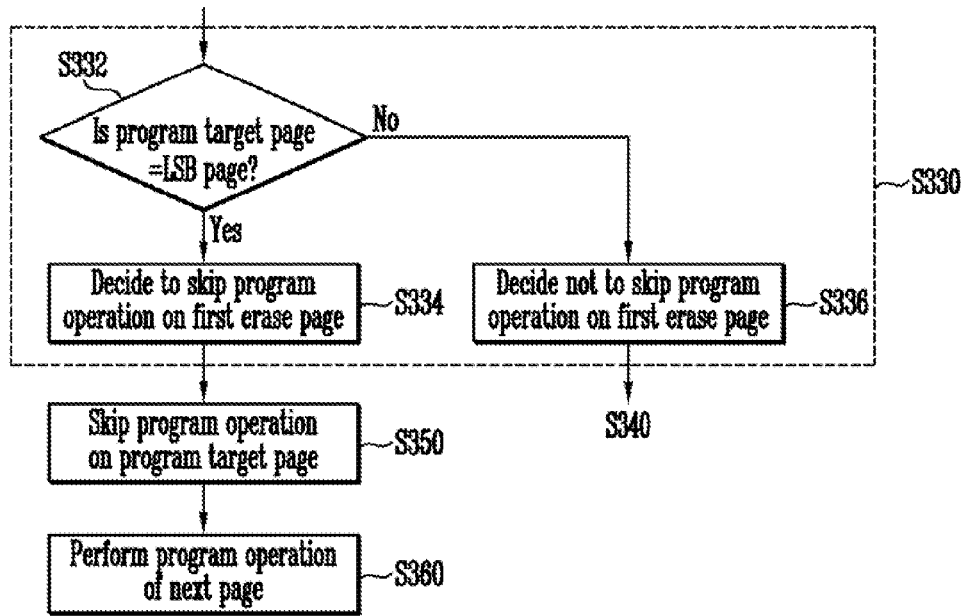 S332
Is program target page
=LSB page?
No
Yes
S330
Decide to skip program
operation on first erase page
S334
Decide not to skip program
operation on first erase page
S336
Skip program operation
on program target page
S350
S340
Perform program operation
of next page
S360